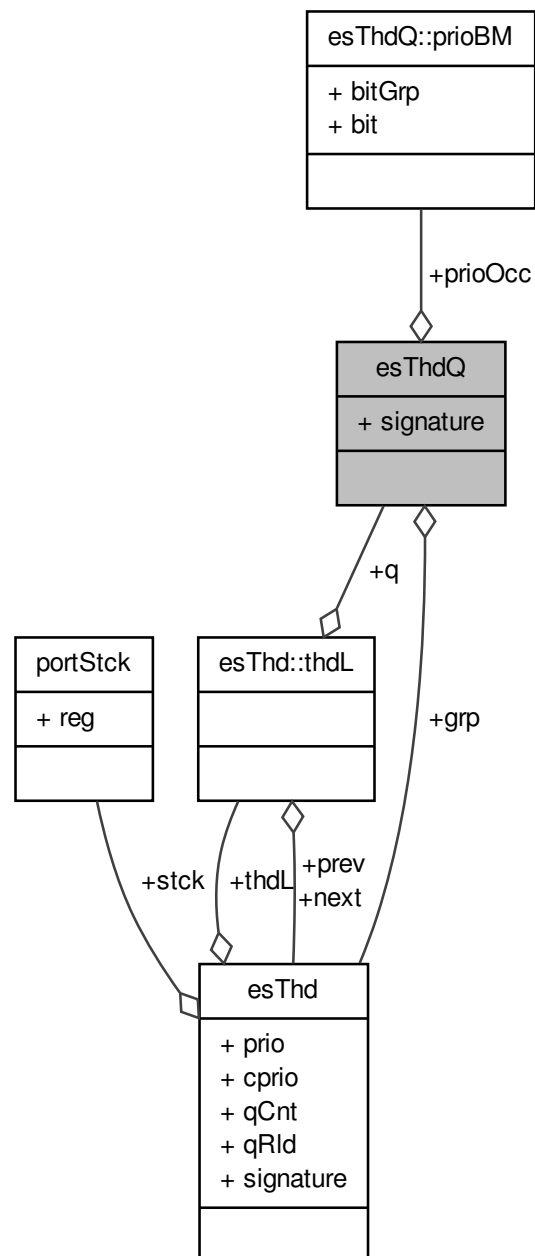 esThdQ::prioBM
+ bitGrp
+ bit
+prioOcc
esThdQ
+ signature
+q
portStck
+ reg
esThd::thdL
+grp
+stck
+thdL
+prev
+next
esThd
+ prio
+ cprio
+ qCnt
+ qRld
+ signature